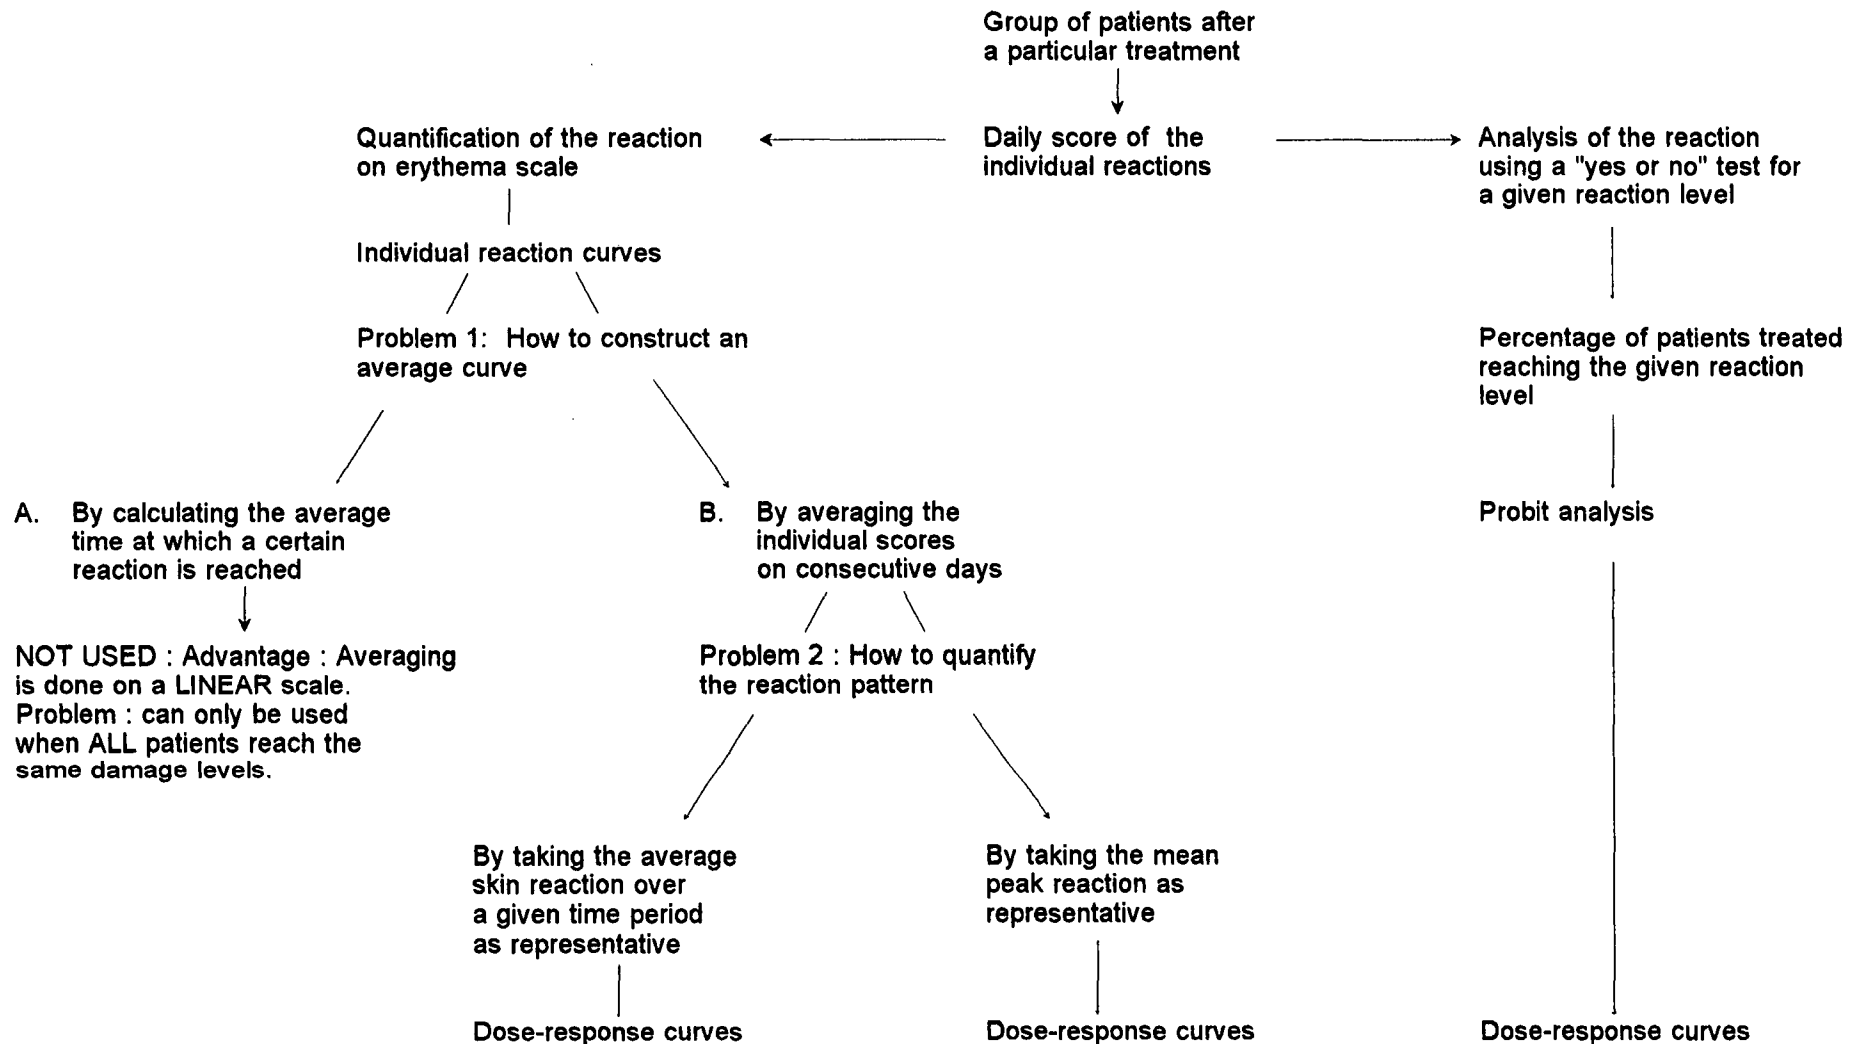 Group of patients after
a particular treatment
Quantification of the reaction
on erythema scale
Daily score of the
individual reactions
Analysis of the reaction
using a "yes or no" test for
a given reaction level
Individual reaction curves
Problem 1: How to construct an
average curve
Percentage of patients treated
reaching the given reaction
level
A. By calculating the average
time at which a certain
reaction is reached
B. By averaging the
individual scores
on consecutive days
Probit analysis
NOT USED : Advantage : Averaging
is done on a LINEAR scale.
Problem : can only be used
when ALL patients reach the
same damage levels.
Problem 2 : How to quantify
the reaction pattern
By taking the average
skin reaction over
a given time period
as representative
By taking the mean
peak reaction as
representative
Dose-response curves
Dose-response curves
Dose-response curves